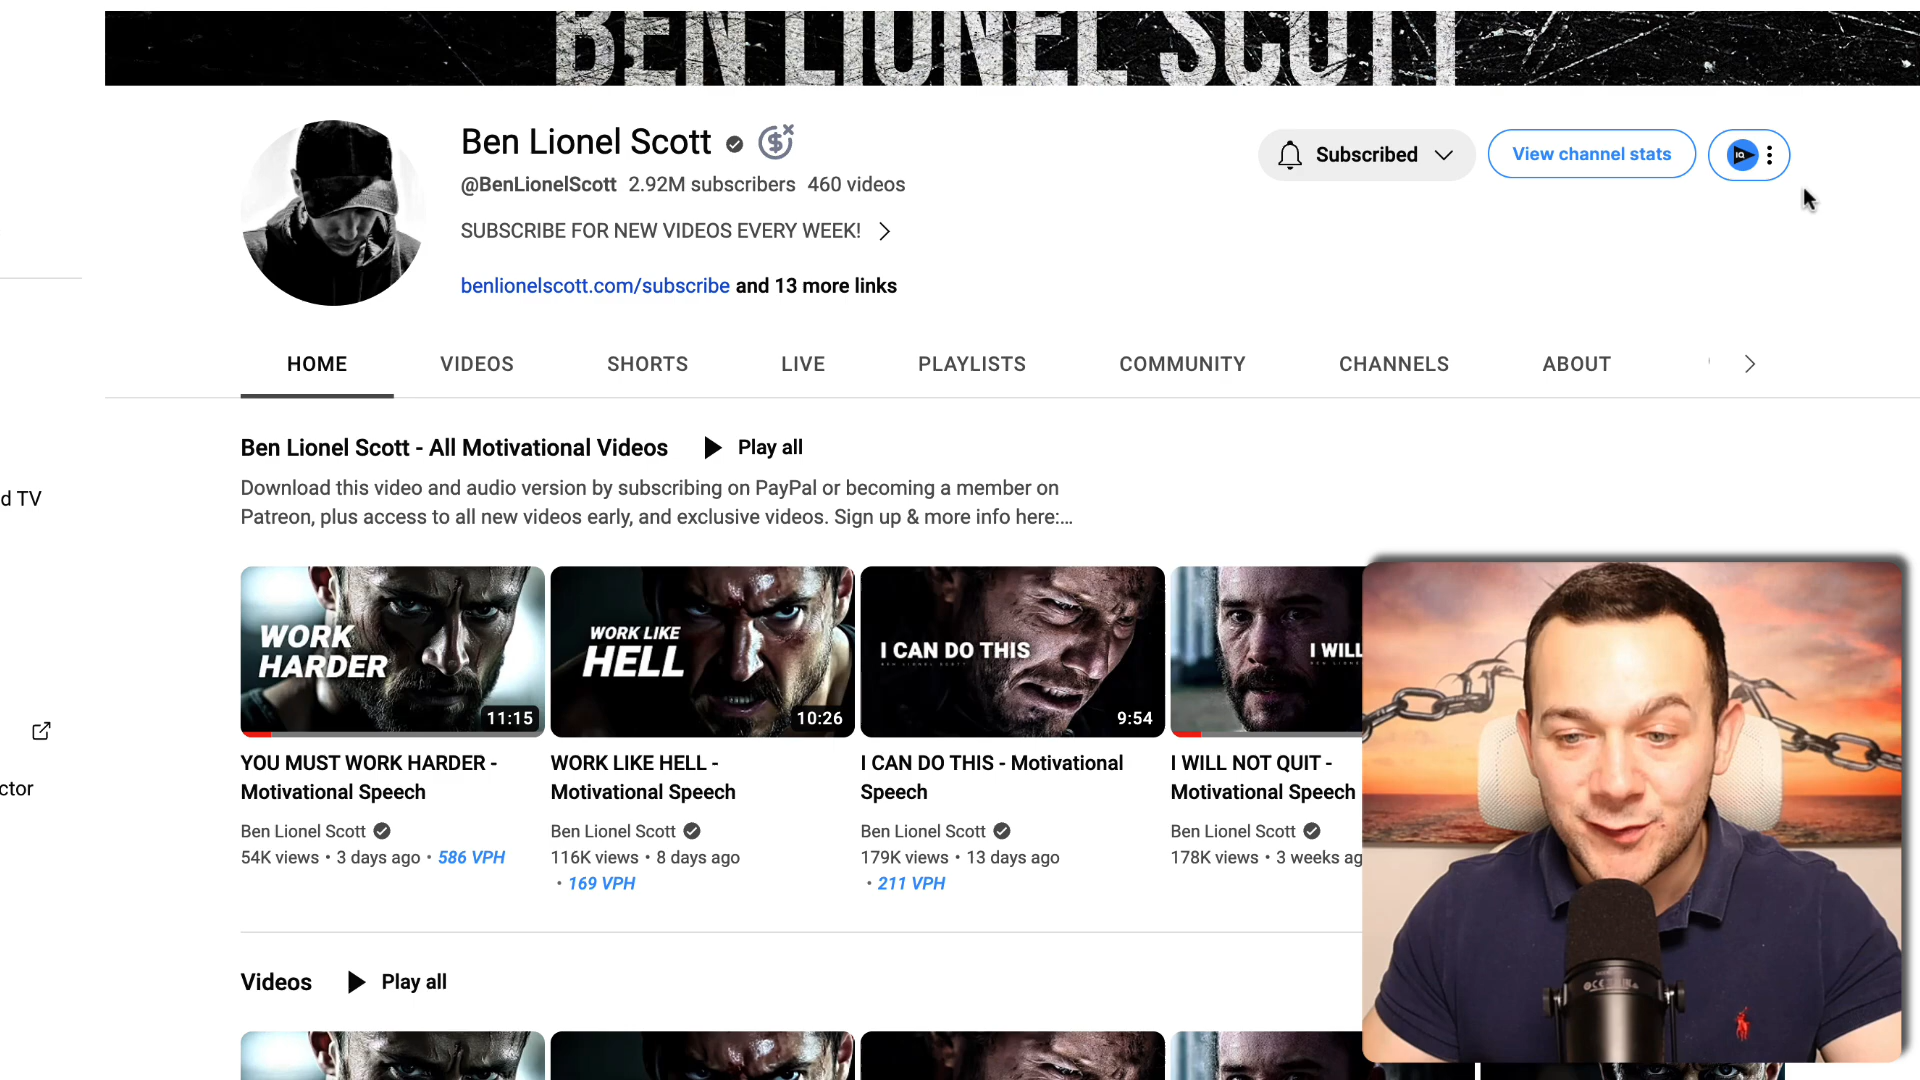 BEN LIONEL SCOTT
Ben Lionel Scott
@BenLionelScott 2.92M subscribers 460 videos
SUBSCRIBE FOR NEW VIDEOS EVERY WEEK!
benlionelscott.com/subscribe and 13 more links
Subscribed
View channel stats
IQ
HOME VIDEOS SHORTS LIVE PLAYLISTS COMMUNITY CHANNELS ABOUT
d TV
ctor
Ben Lionel Scott - All Motivational Videos Play all
Download this video and audio version by subscribing on PayPal or becoming a member on
Patreon, plus access to all new videos early, and exclusive videos. Sign up & more info here:...
WORK
HARDER
11:15
WORK LIKE
HELL
10:26
I CAN DO THIS
BEN LIONEL SCOTT
9:54
I WILL
BEN LIONE
YOU MUST WORK HARDER -
Motivational Speech
Ben Lionel Scott
54K views • 3 days ago • 586 VPH
WORK LIKE HELL -
Motivational Speech
Ben Lionel Scott
116K views • 8 days ago
• 169 VPH
I CAN DO THIS - Motivational
Speech
Ben Lionel Scott
179K views • 13 days ago
• 211 VPH
I WILL NOT QUIT -
Motivational Speech
Ben Lionel Scott
178K views • 3 weeks ag
Videos Play all